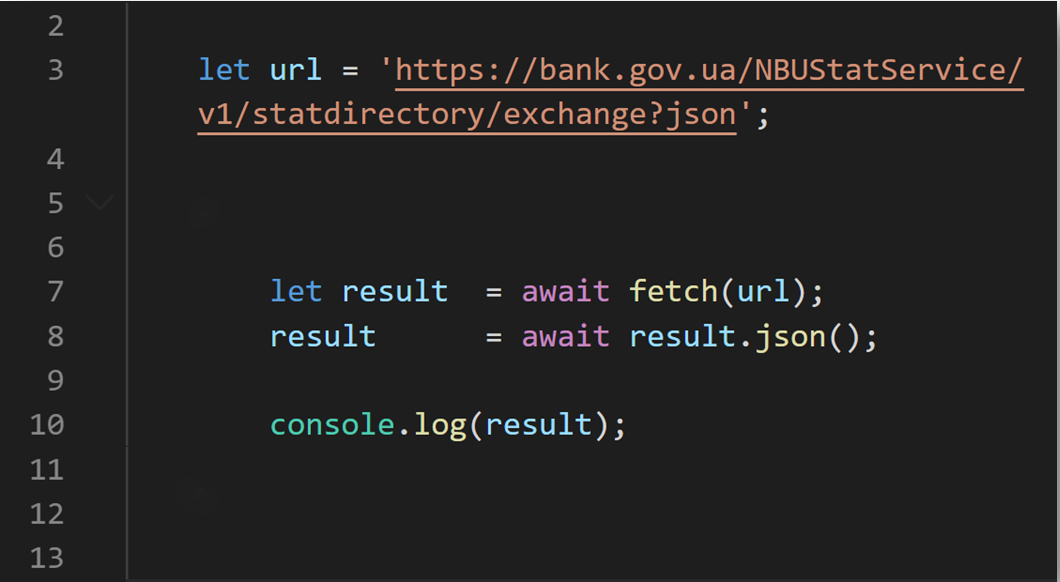 2
3 let url = 'https://bank.gov.ua/NBUStatService/
v1/statdirectory/exchange?json';
4
5
6
7 let result  = await fetch(url);
8 result      = await result.json();
9
10 console.log(result);
11
12
13